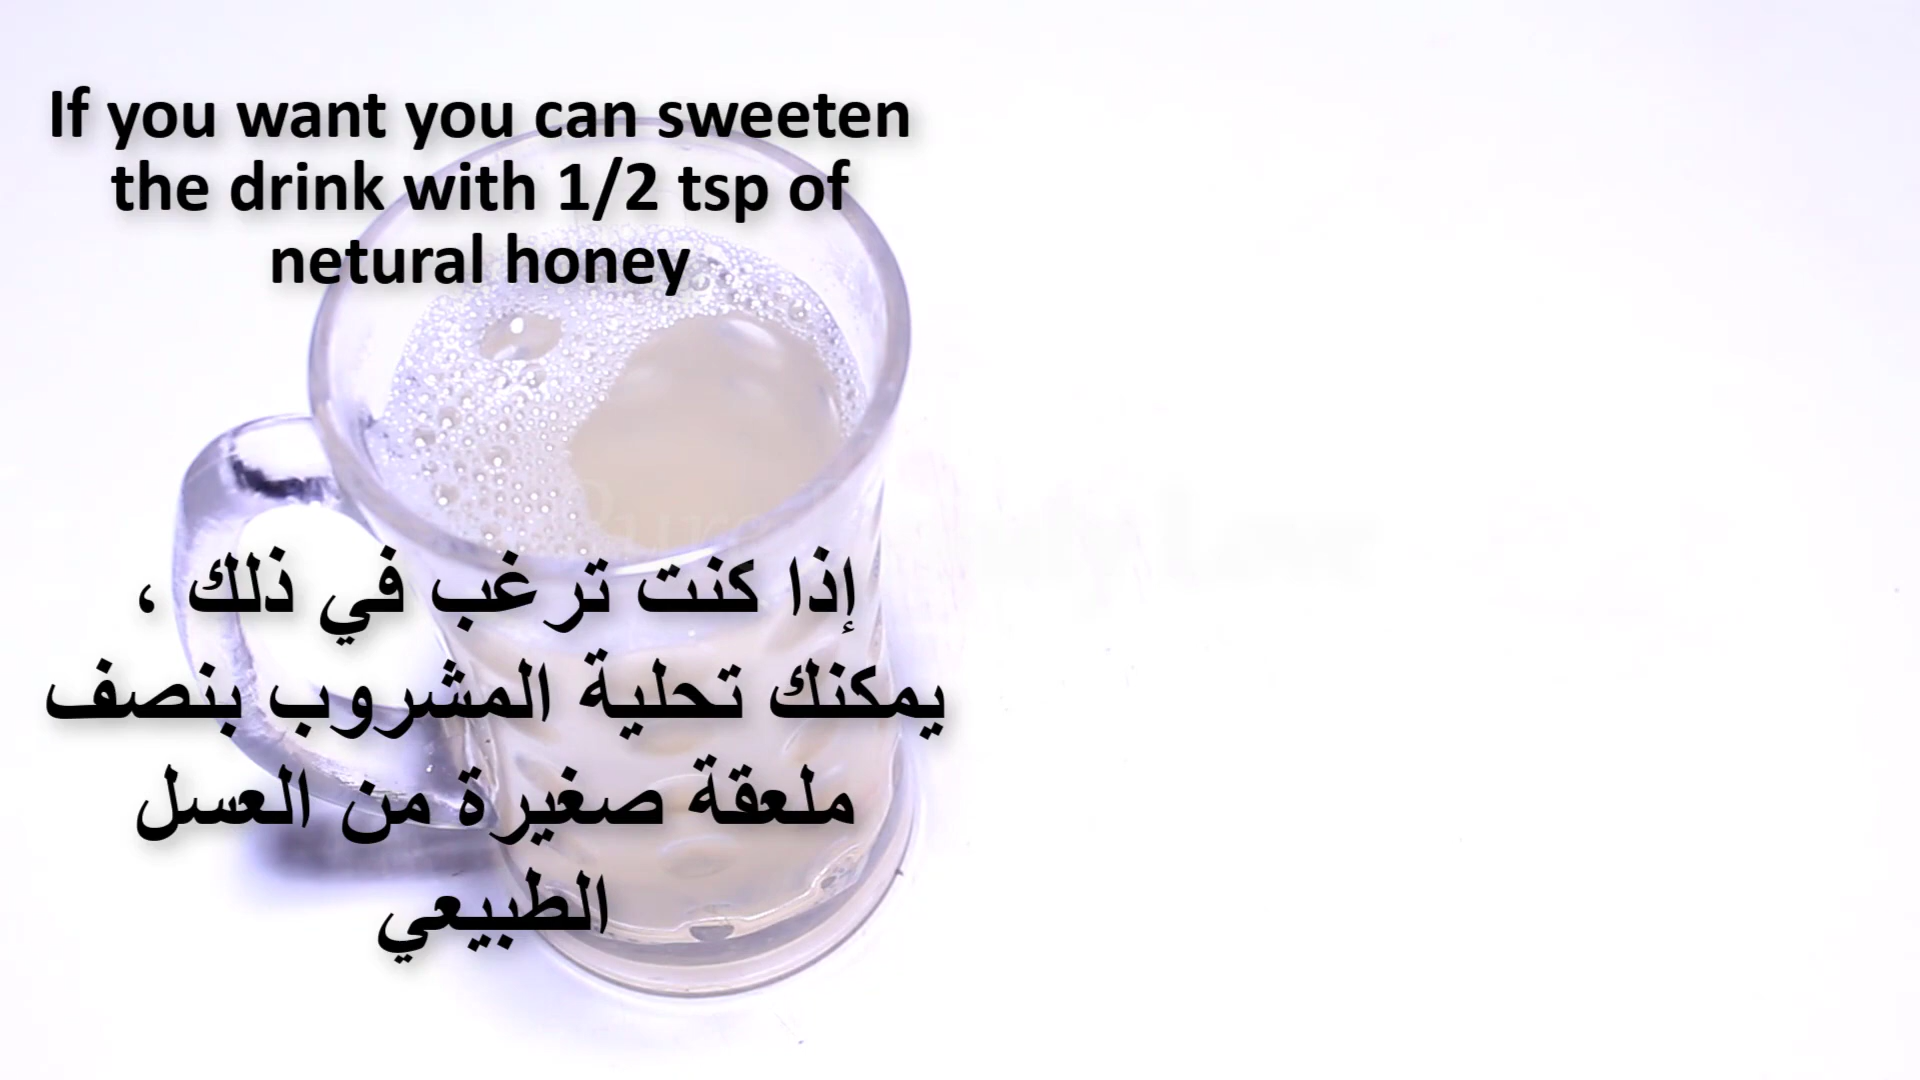 If you want you can sweeten
the drink with 1/2 tsp of
netural honey
إذا كنت ترغب في ذلك ،
يمكنك تحلية المشروب بنصف
ملعقة صغيرة من العسل
الطبيعي